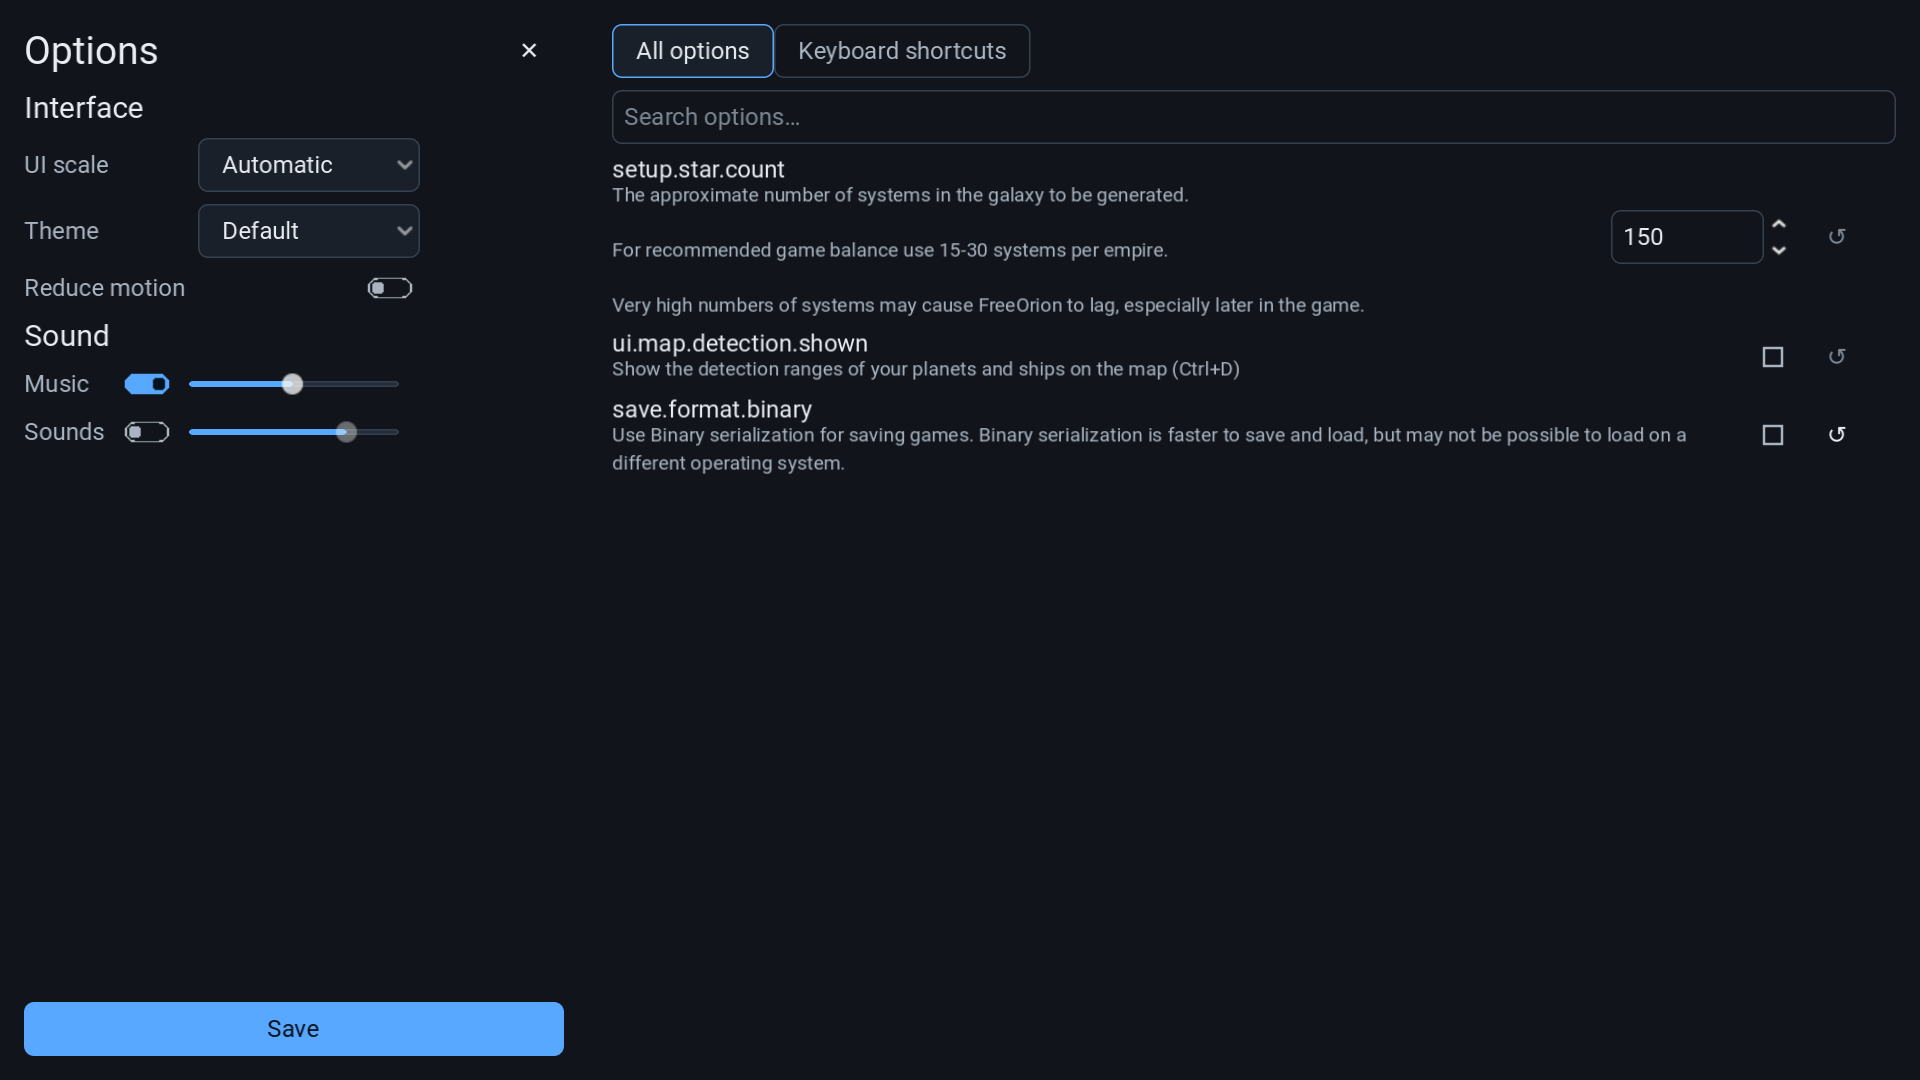 Options
Interface
UI scale
Automatic
Theme
Default
Reduce motion
Sound
Music
Sounds
Save
All options
Keyboard shortcuts
Search options…
setup.star.count
The approximate number of systems in the galaxy to be generated.
For recommended game balance use 15-30 systems per empire.
150
Very high numbers of systems may cause FreeOrion to lag, especially later in the game.
ui.map.detection.shown
Show the detection ranges of your planets and ships on the map (Ctrl+D)
save.format.binary
Use Binary serialization for saving games. Binary serialization is faster to save and load, but may not be possible to load on a
different operating system.